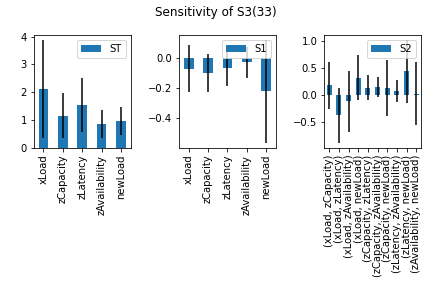 Sensitivity of S3(33)
4
3
2
1
0
ST
xLoad
zCapacity
zLatency
zAvailability
newLoad
0.0
−0.2
−0.4
S1
xLoad
zCapacity
zLatency
zAvailability
newLoad
1.0
0.5
0.0
−0.5
S2
(xLoad, zCapacity)
(xLoad, zLatency)
(xLoad, zAvailability)
(xLoad, newLoad)
(zCapacity, zLatency)
(zCapacity, zAvailability)
(zCapacity, newLoad)
(zLatency, zAvailability)
(zLatency, newLoad)
(zAvailability, newLoad)